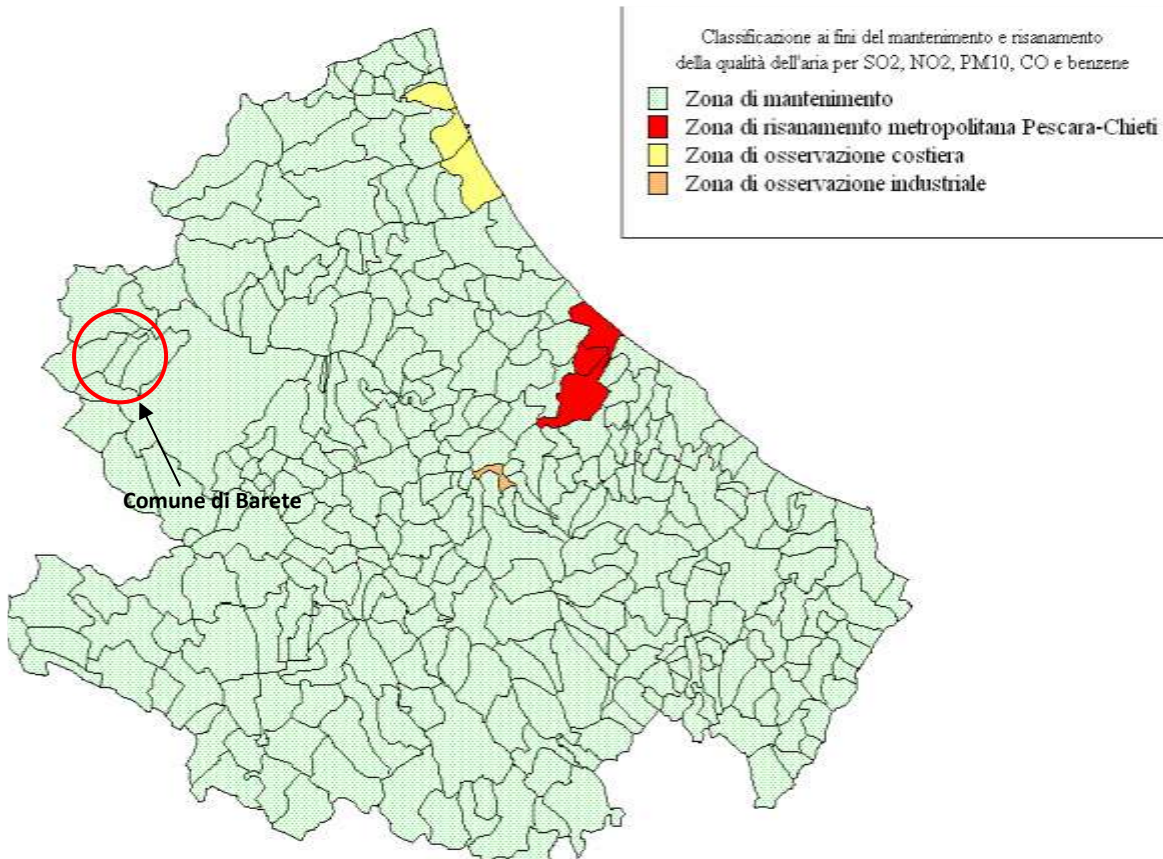 Classificazione ai fini del mantenimento e risanamento
della qualità dell'aria per SO2, NO2, PM10, CO e benzene
Zona di mantenimento
Zona di risanamemto metropolitana Pescara-Chieti
Zona di osservazione costiera
Zona di osservazione industriale
Comune di Barete